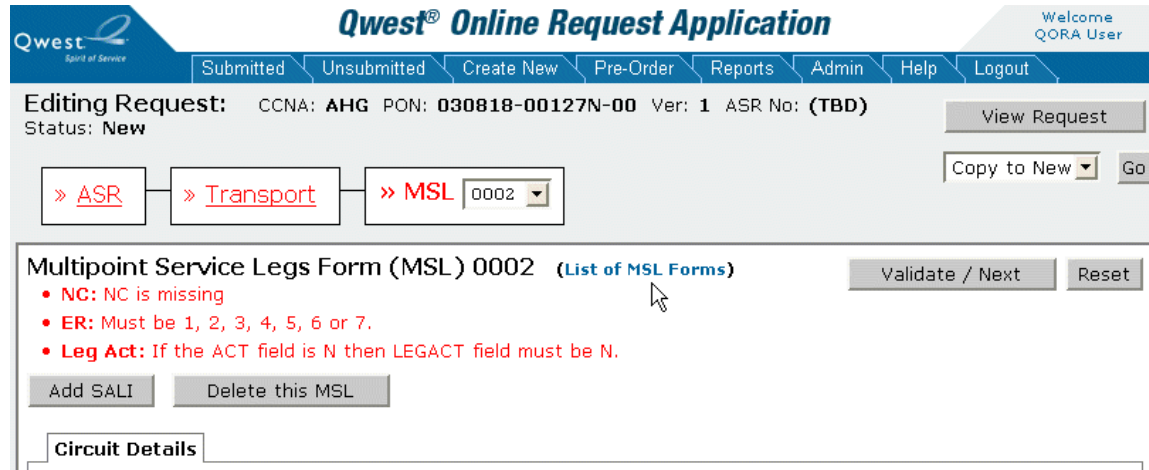 Qwest
Spirit of Service
Qwest® Online Request Application
Welcome
QORA User
Submitted Unsubmitted Create New Pre-Order Reports Admin Help Logout
Editing Request: CCNA: AHG PON: 030818-00127N-00 Ver: 1 ASR No: (TBD)
Status: New
View Request
Copy to New Go
» ASR » Transport » MSL 0002
Multipoint Service Legs Form (MSL) 0002 (List of MSL Forms)
Validate / Next Reset
• NC: NC is missing
• ER: Must be 1, 2, 3, 4, 5, 6 or 7.
• Leg Act: If the ACT field is N then LEGACT field must be N.
Add SALI Delete this MSL
Circuit Details